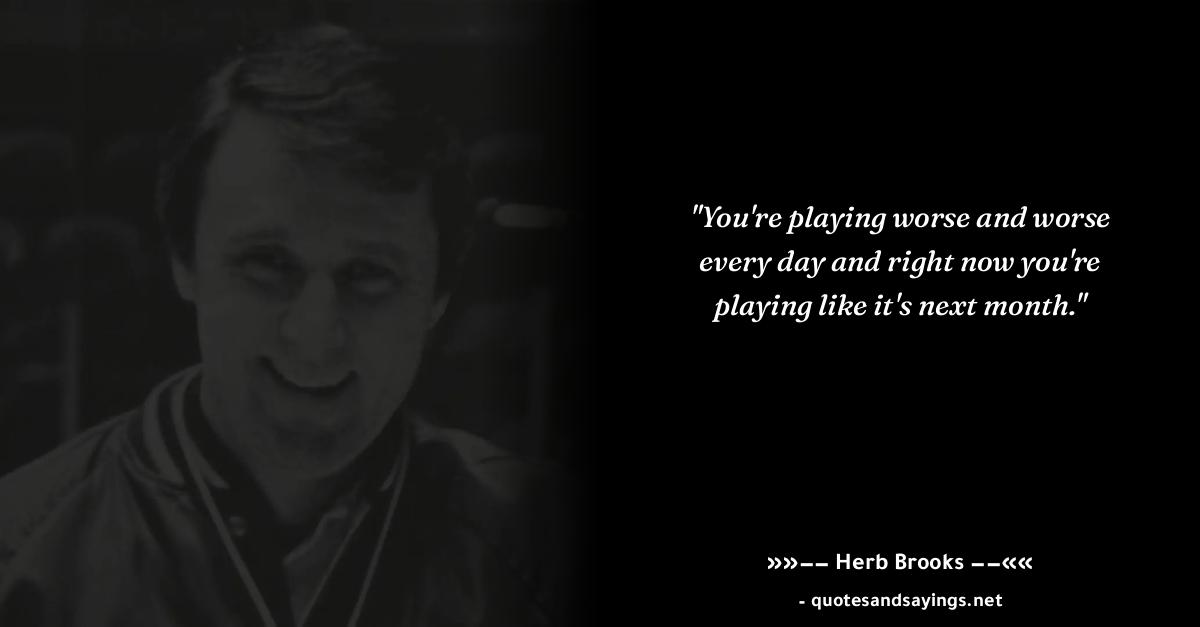 "You're playing worse and worse
every day and right now you're
playing like it's next month."
»»−− Herb Brooks −−««
- quotesandsayings.net